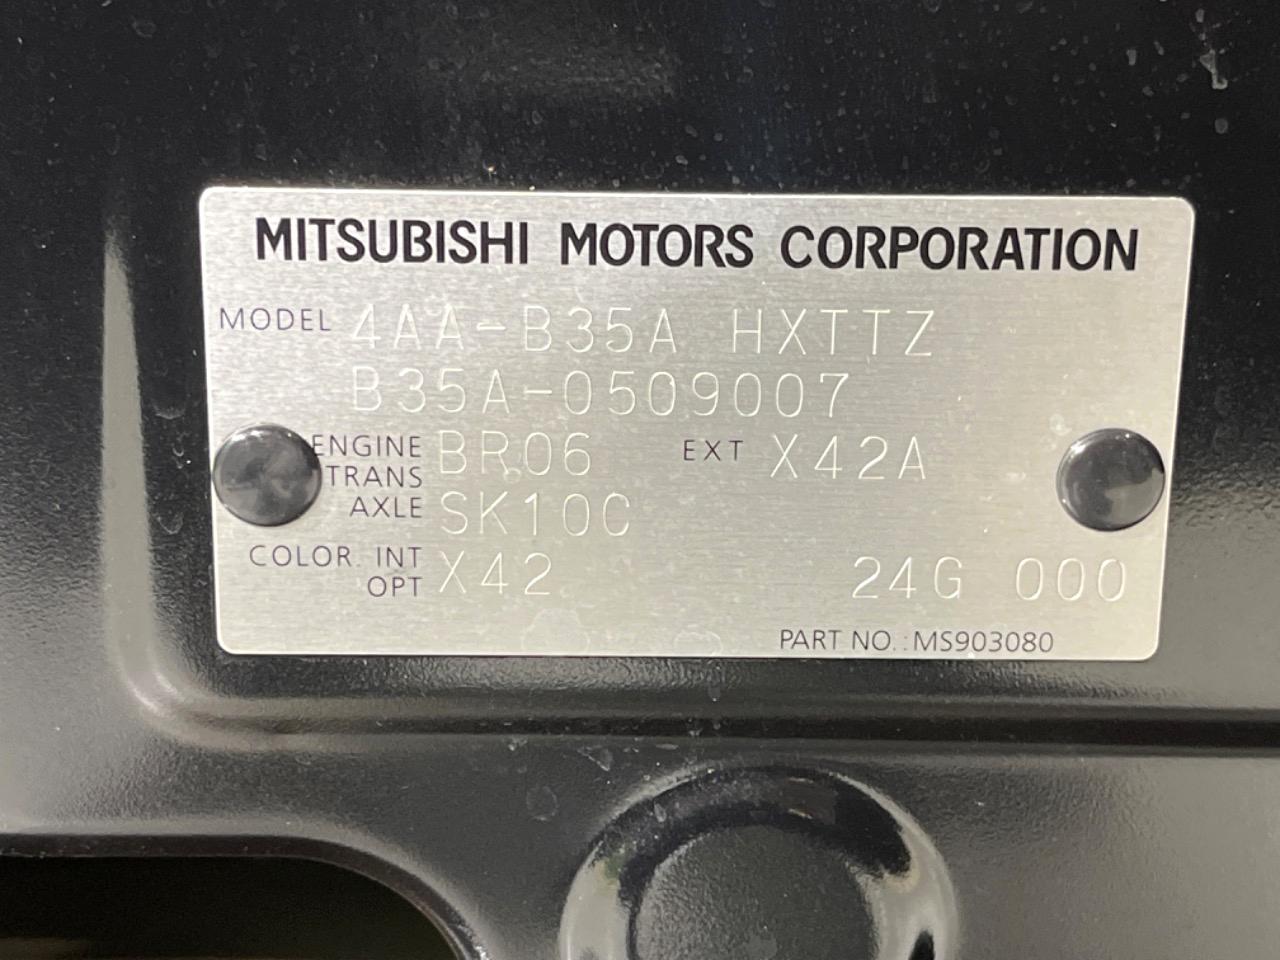 MITSUBISHI MOTORS CORPORATION
MODEL 4AA-B35A HXTTZ
B35A-0509007
ENGINE BR06 EXT X42A
TRANS
AXLE SK10C
COLOR. INT X42 24G 000
OPT
PART NO.:MS903080